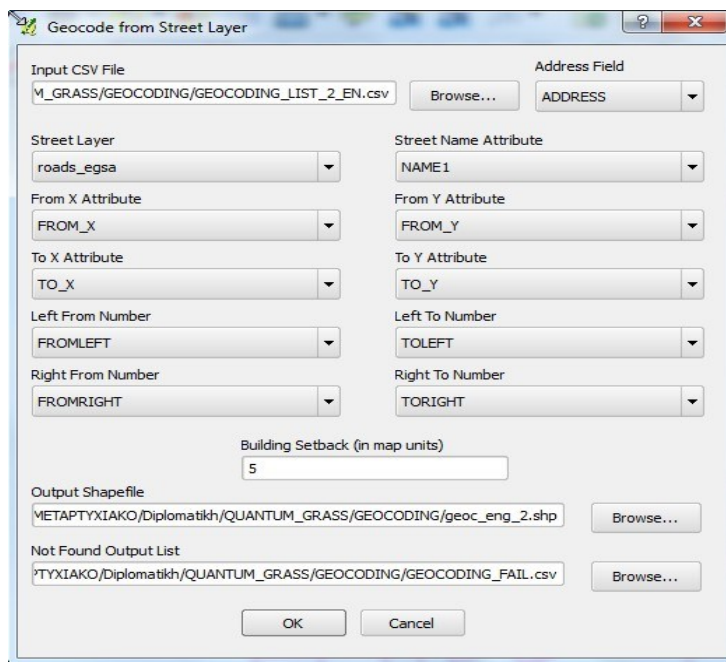 Geocode from Street Layer
Input CSV File
Address Field
M_GRASS/GEOCODING/GEOCODING_LIST_2_EN.csv
Browse...
ADDRESS
Street Layer
Street Name Attribute
roads_egsa
NAME1
From X Attribute
From Y Attribute
FROM_X
FROM_Y
To X Attribute
To Y Attribute
TO_X
TO_Y
Left From Number
Left To Number
FROMLEFT
TOLEFT
Right From Number
Right To Number
FROMRIGHT
TORIGHT
Building Setback (in map units)
5
Output Shapefile
METAPTYXIAKO/Diplomatikh/QUANTUM_GRASS/GEOCODING/geoc_eng_2.shp
Browse...
Not Found Output List
PTYXIAKO/Diplomatikh/QUANTUM_GRASS/GEOCODING/GEOCODING_FAIL.csv
Browse...
OK
Cancel